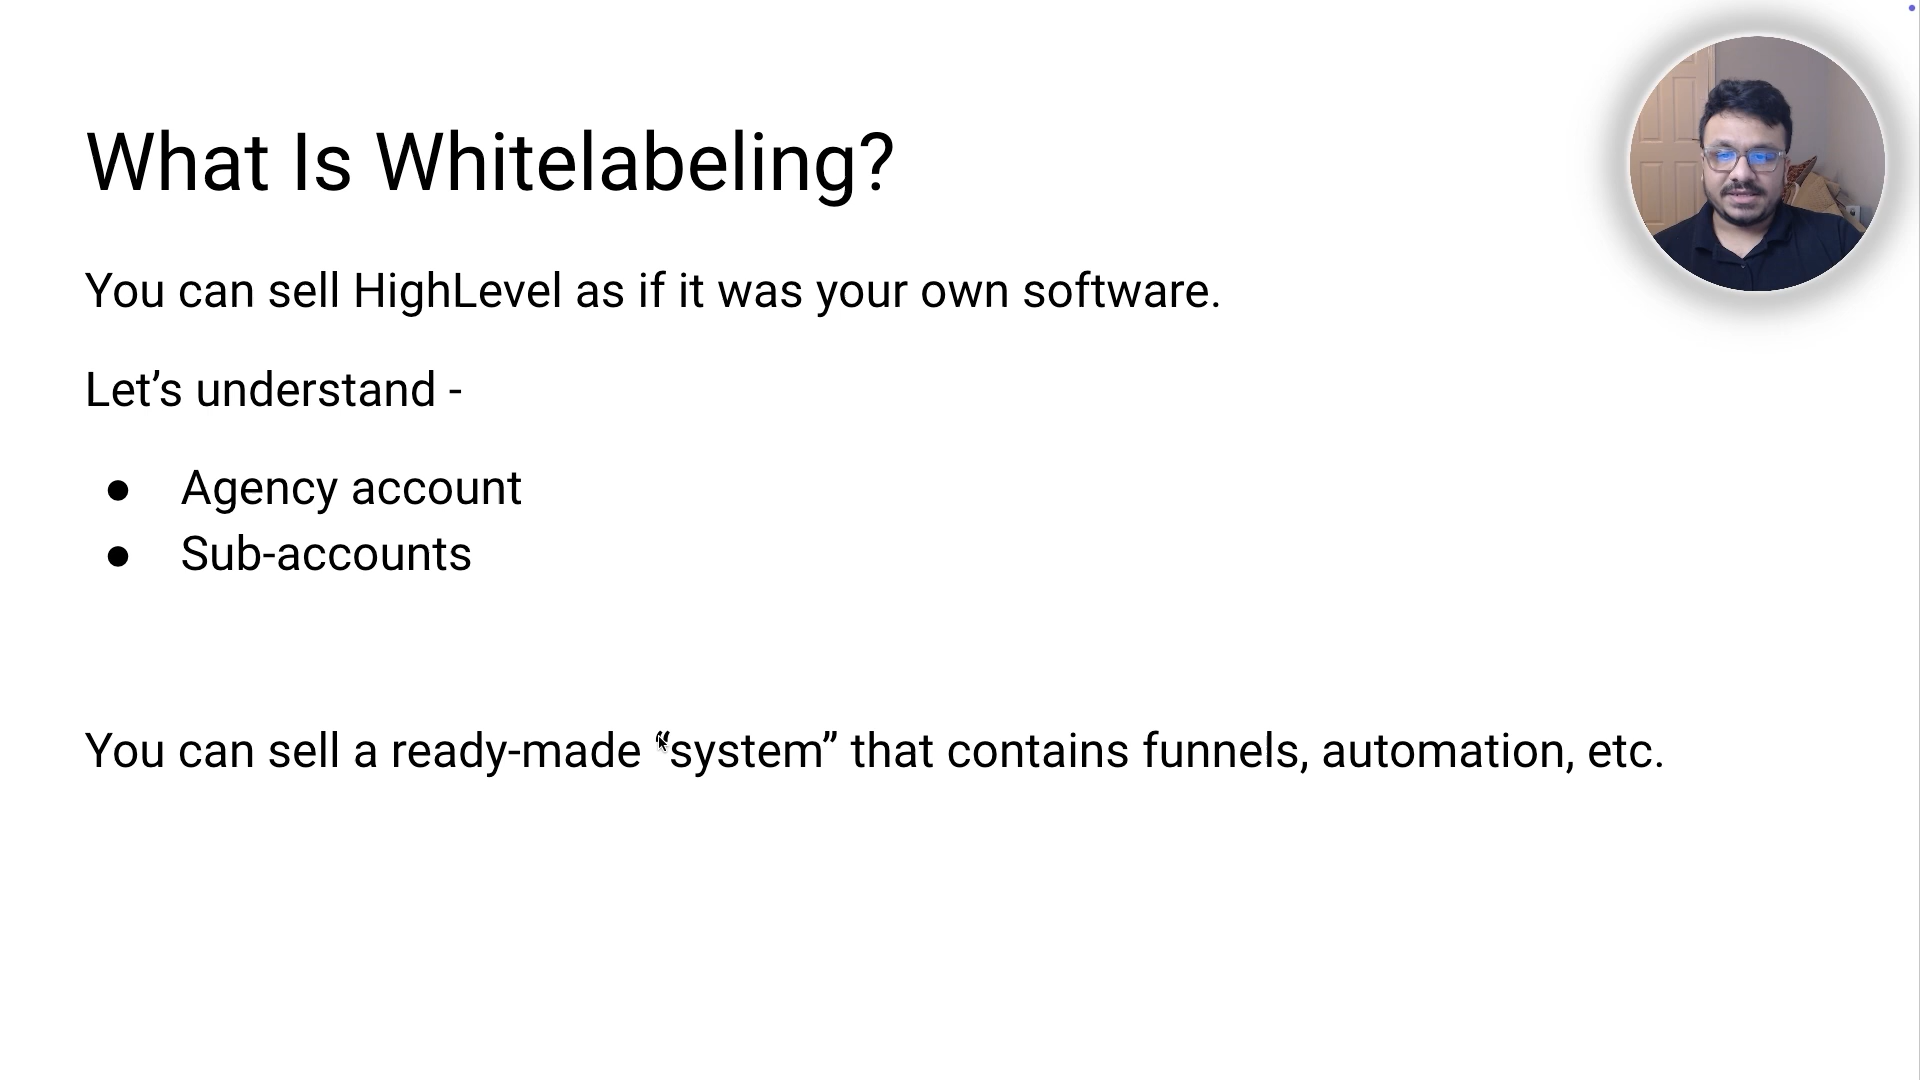 What Is Whitelabeling?
You can sell HighLevel as if it was your own software.
Let’s understand -
● Agency account
● Sub-accounts
You can sell a ready-made “system” that contains funnels, automation, etc.